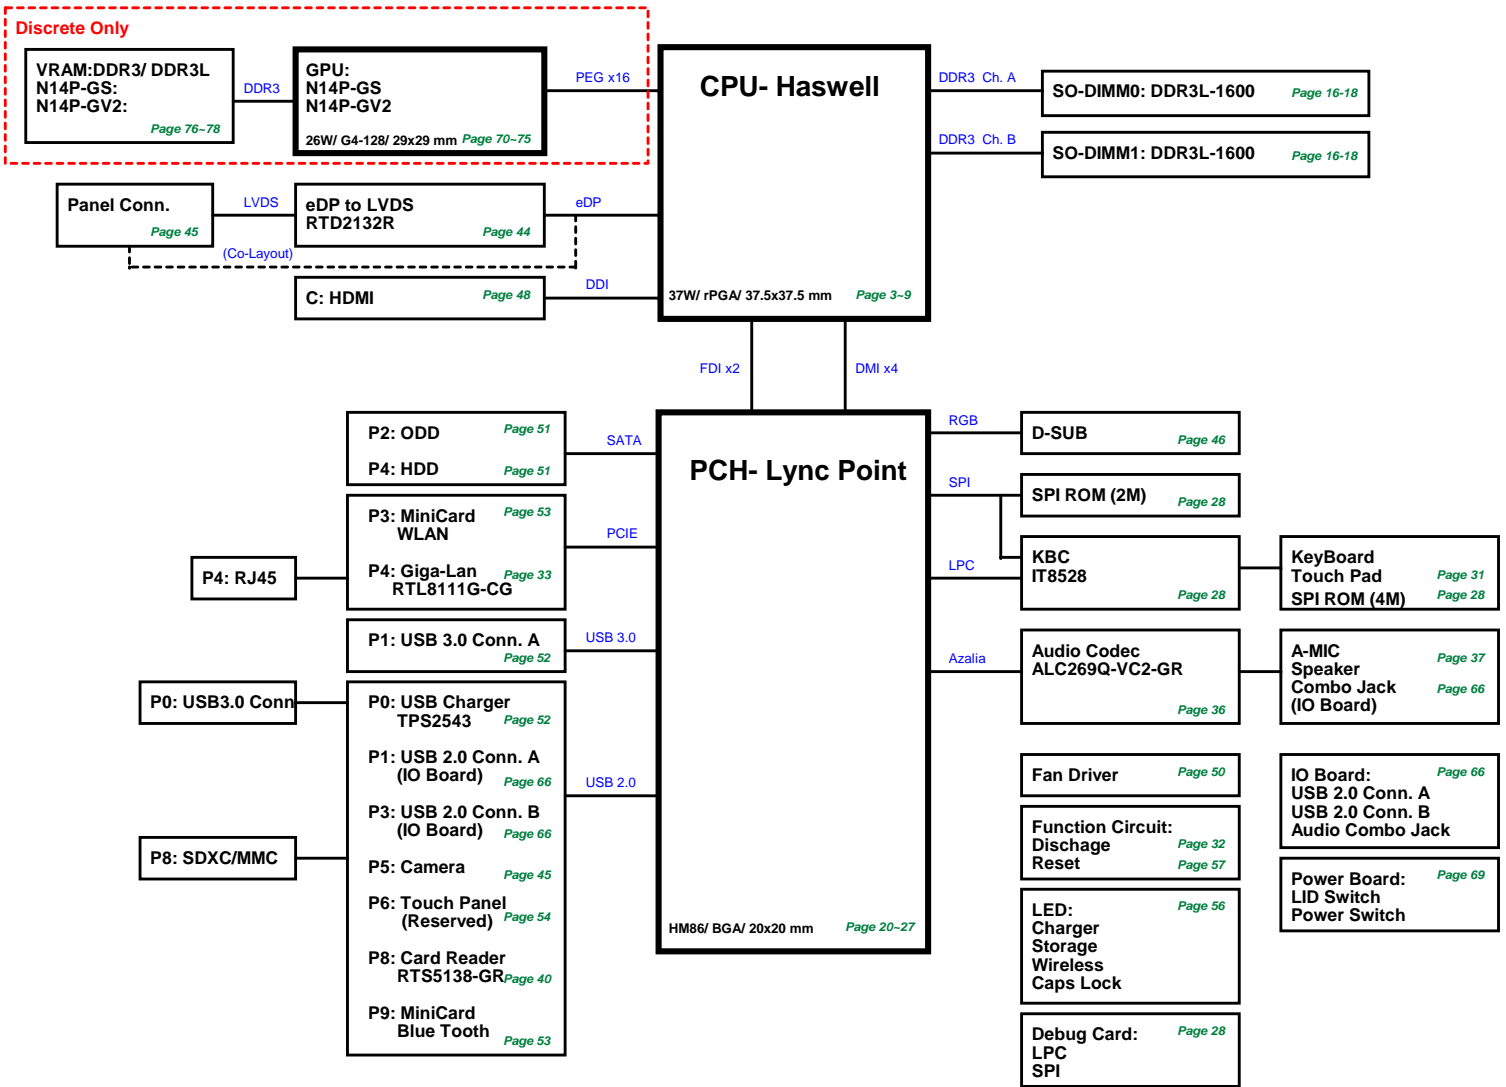 Discrete Only
VRAM:DDR3/ DDR3L
N14P-GS:
N14P-GV2:
Page 76~78
DDR3
GPU:
N14P-GS
N14P-GV2
26W/ G4-128/ 29x29 mm Page 70~75
PEG x16
CPU- Haswell
37W/ rPGA/ 37.5x37.5 mm Page 3~9
DDR3 Ch. A
SO-DIMM0: DDR3L-1600 Page 16-18
DDR3 Ch. B
SO-DIMM1: DDR3L-1600 Page 16-18
Panel Conn.
Page 45
LVDS
eDP to LVDS
RTD2132R
Page 44
eDP
(Co-Layout)
C: HDMI Page 48
DDI
FDI x2
DMI x4
P2: ODD Page 51
P4: HDD Page 51
SATA
PCH- Lync Point
HM86/ BGA/ 20x20 mm Page 20~27
RGB
D-SUB
Page 46
SPI
SPI ROM (2M)
Page 28
P3: MiniCard Page 53
WLAN
P4: Giga-Lan Page 33
RTL8111G-CG
PCIE
P4: RJ45
LPC
KBC
IT8528
Page 28
KeyBoard
Touch Pad Page 31
SPI ROM (4M) Page 28
P1: USB 3.0 Conn. A
Page 52
USB 3.0
Azalia
Audio Codec
ALC269Q-VC2-GR
Page 36
A-MIC Page 37
Speaker
Combo Jack Page 66
(IO Board)
P0: USB3.0 Conn
P0: USB Charger
TPS2543 Page 52
P1: USB 2.0 Conn. A
(IO Board) Page 66
P3: USB 2.0 Conn. B
(IO Board) Page 66
P5: Camera
Page 45
P6: Touch Panel
(Reserved) Page 54
P8: Card Reader
RTS5138-GR Page 40
P9: MiniCard
Blue Tooth
Page 53
USB 2.0
P8: SDXC/MMC
Fan Driver Page 50
Function Circuit:
Dischage Page 32
Reset Page 57
LED: Page 56
Charger
Storage
Wireless
Caps Lock
Debug Card: Page 28
LPC
SPI
IO Board: Page 66
USB 2.0 Conn. A
USB 2.0 Conn. B
Audio Combo Jack
Power Board: Page 69
LID Switch
Power Switch